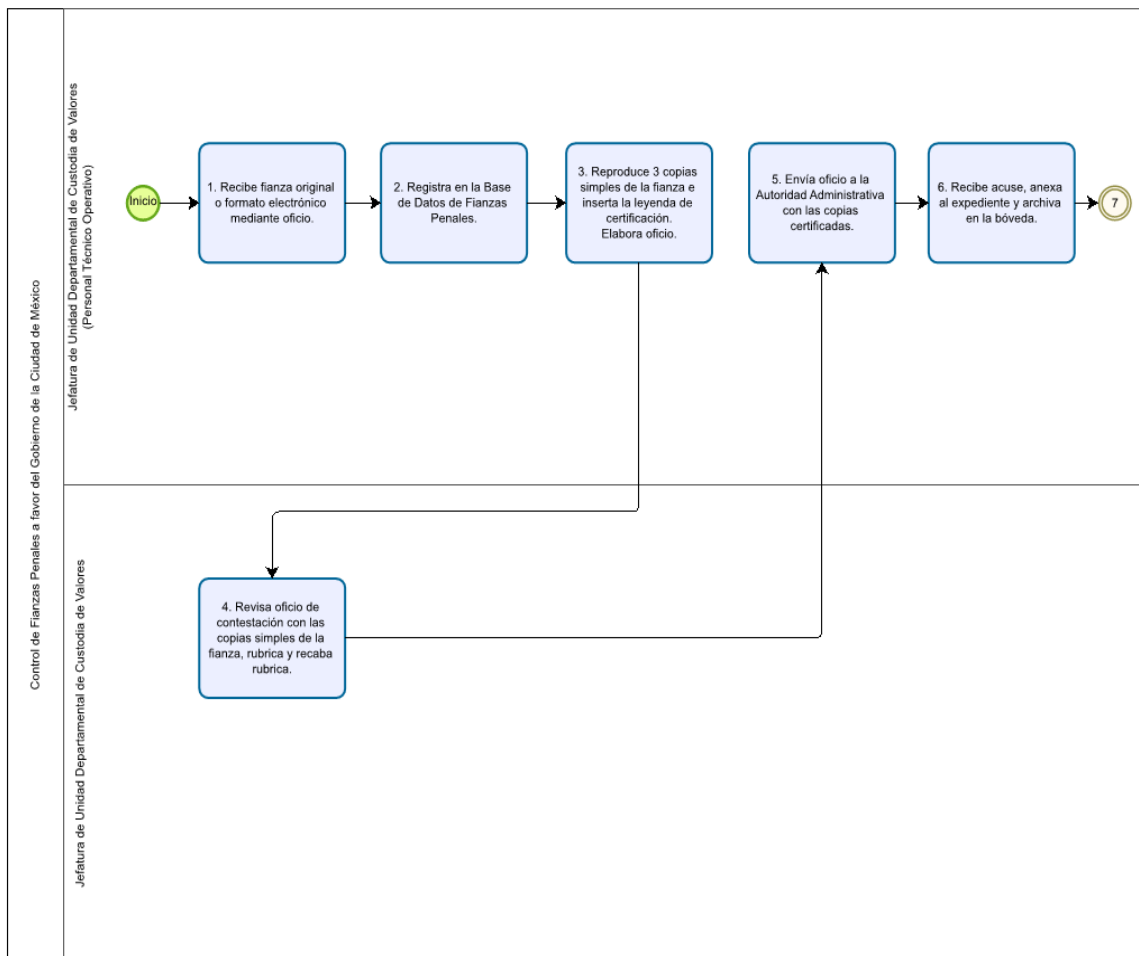 Control de Fianzas Penales a favor del Gobierno de la Ciudad de México
Jefatura de Unidad Departamental de Custodia de Valores
(Personal Técnico Operativo)
Inicio
1. Recibe fianza original
o formato electrónico
mediante oficio.
2. Registra en la Base
de Datos de Fianzas
Penales.
3. Reproduce 3 copias
simples de la fianza e
inserta la leyenda de
certificación.
Elabora oficio.
5. Envía oficio a la
Autoridad Administrativa
con las copias
certificadas.
6. Recibe acuse, anexa
al expediente y archiva
en la bóveda.
7
Jefatura de Unidad Departamental de Custodia de Valores
4. Revisa oficio de
contestación con las
copias simples de la
fianza, rubrica y recaba
rubrica.